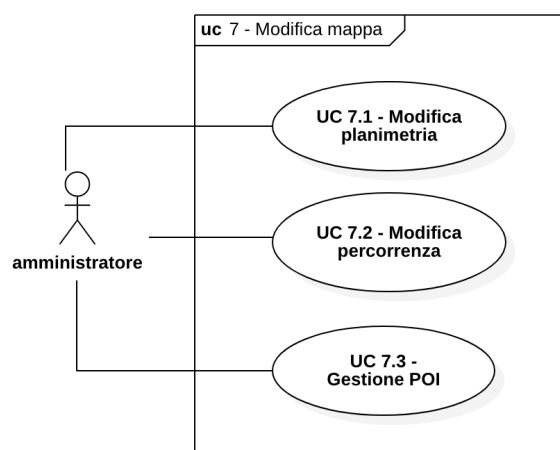 uc 7 - Modifica mappa
UC 7.1 - Modifica
planimetria
UC 7.2 - Modifica
percorrenza
amministratore
UC 7.3 -
Gestione POI